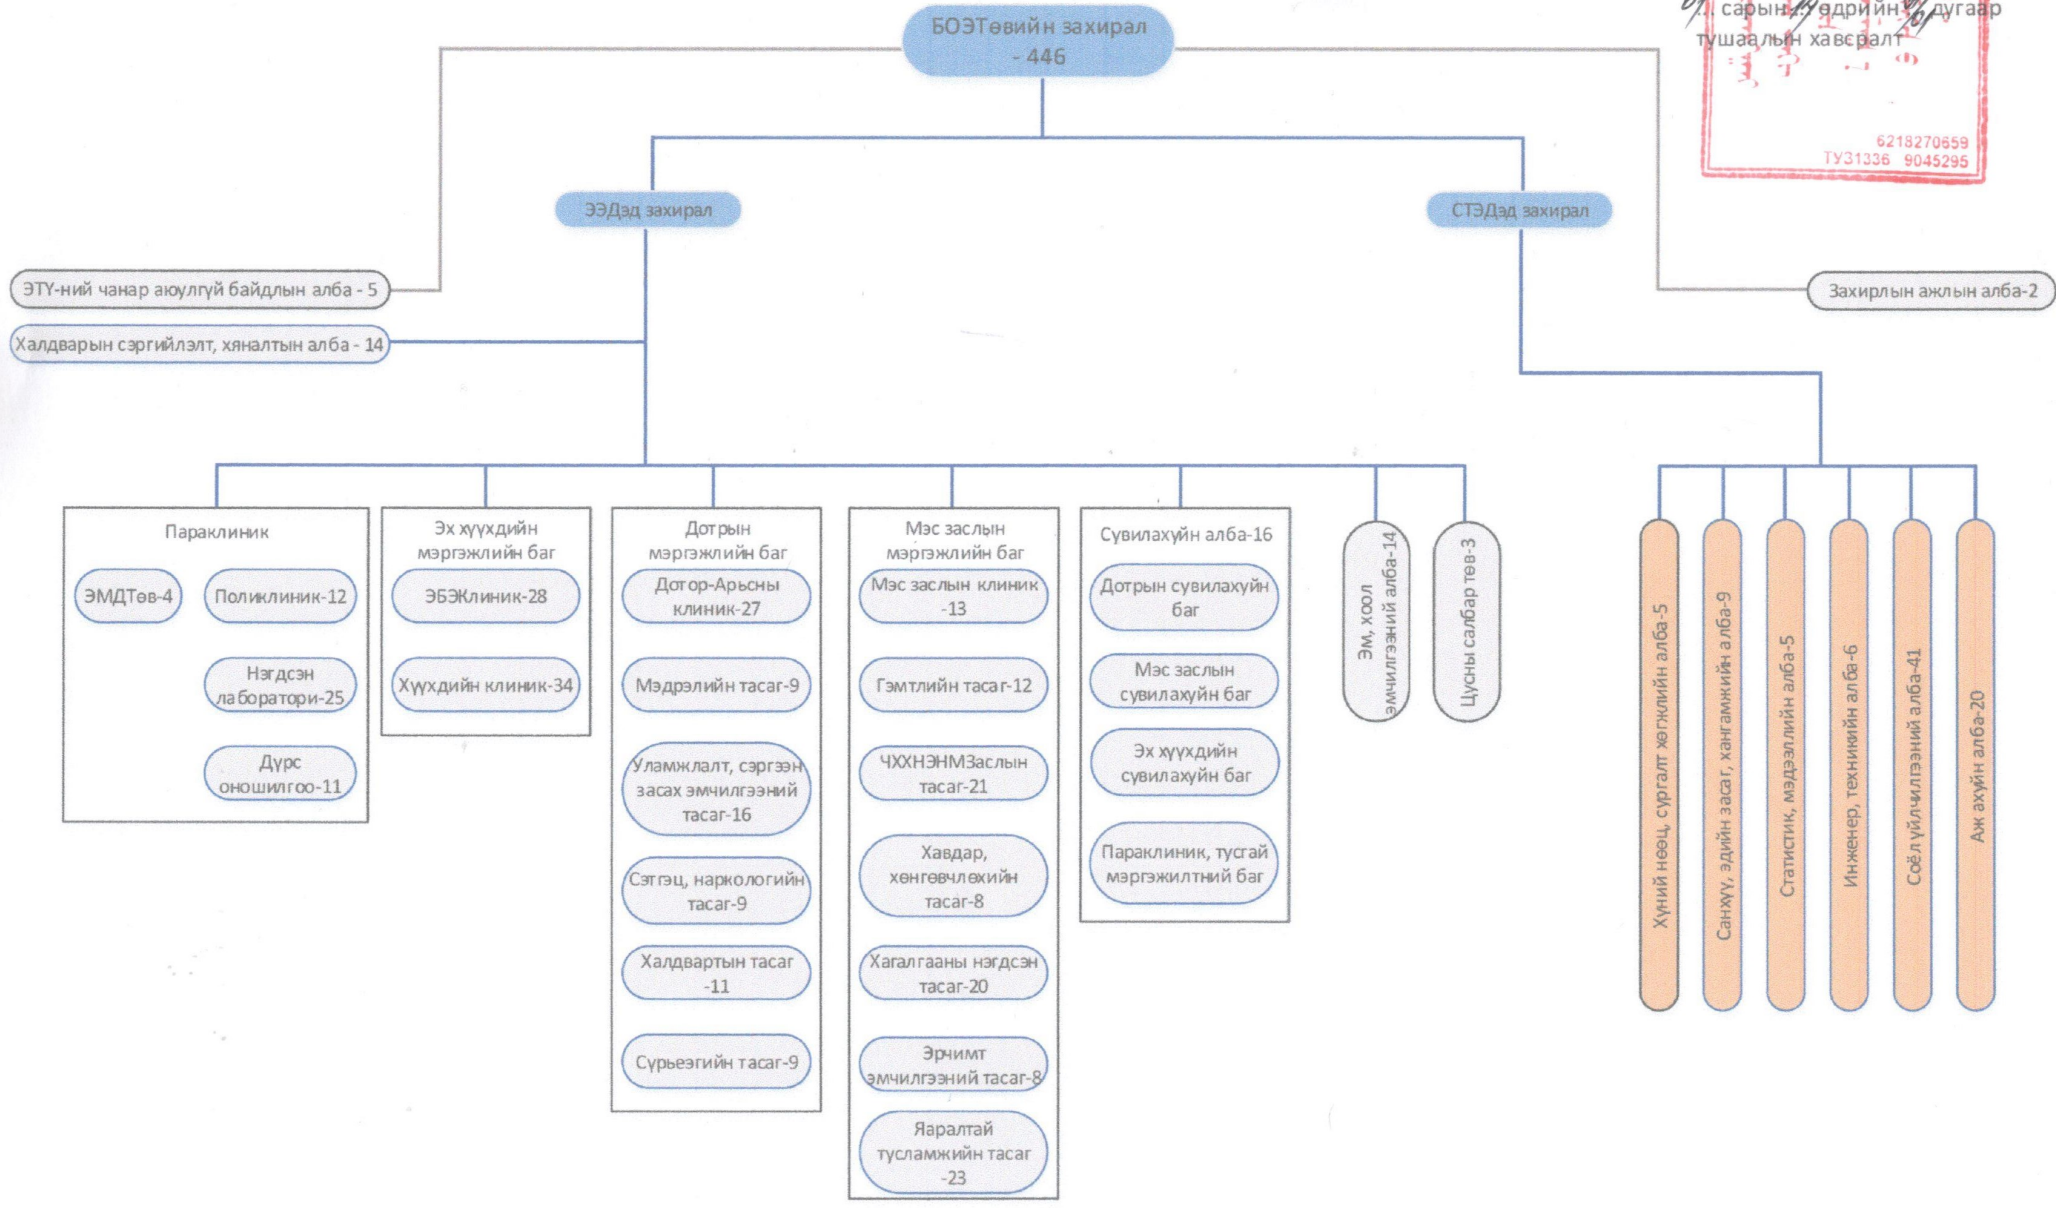 сарын
өдрийн
дугаар
тушаалын хавсралт
6218270659
ТУЗ1336 9045295
БОЭТөвийн захирал
- 446
ЭЭДэд захирал
СТЭДэд захирал
ЭТҮ-ний чанар аюулгүй байдлын алба - 5
Захирлын ажлын алба-2
Халдварын сэргийлэлт, хяналтын алба - 14
Параклиник
ЭМДТөв-4
Поликлиник-12
Нэгдсэн
лаборатори-25
Дүрс
оношилгоо-11
Эх хүүхдийн
мэргэжлийн баг
ЭБЭКлиник-28
Хүүхдийн клиник-34
Дотрын
мэргэжлийн баг
Дотор-Арьсны
клиник-27
Мэдрэлийн тасаг-9
Уламжлалт, сэргээн
засах эмчилгээний
тасаг-16
Сэтгэц, наркологийн
тасаг-9
Халдвартын тасаг
-11
Сүрьеэгийн тасаг-9
Мэс заслын
мэргэжлийн баг
Мэс заслын клиник
-13
Гэмтлийн тасаг-12
ЧХХНЭНМЗаслын
тасаг-21
Хавдар,
хөнгөвчлөхийн
тасаг-8
Хагалгааны нэгдсэн
тасаг-20
Эрчимт
эмчилгээний тасаг-8
Яаралтай
тусламжийн тасаг
-23
Сувилахуйн алба-16
Дотрын сувилахуйн
баг
Мэс заслын
сувилахуйн баг
Эх хүүхдийн
сувилахуйн баг
Параклиник, тусгай
мэргэжилтний баг
Эм, хоол
эмчилгээний алба-14
Цусны салбар төв-3
Хүний нөөц, сургалт хөгжлийн алба-5
Санхүү, эдийн засаг, хангамжийн алба-9
Статистик, мэдээллийн алба-5
Инженер, техникийн алба-6
Соёл үйлчилгээний алба-41
Аж ахуйн алба-20